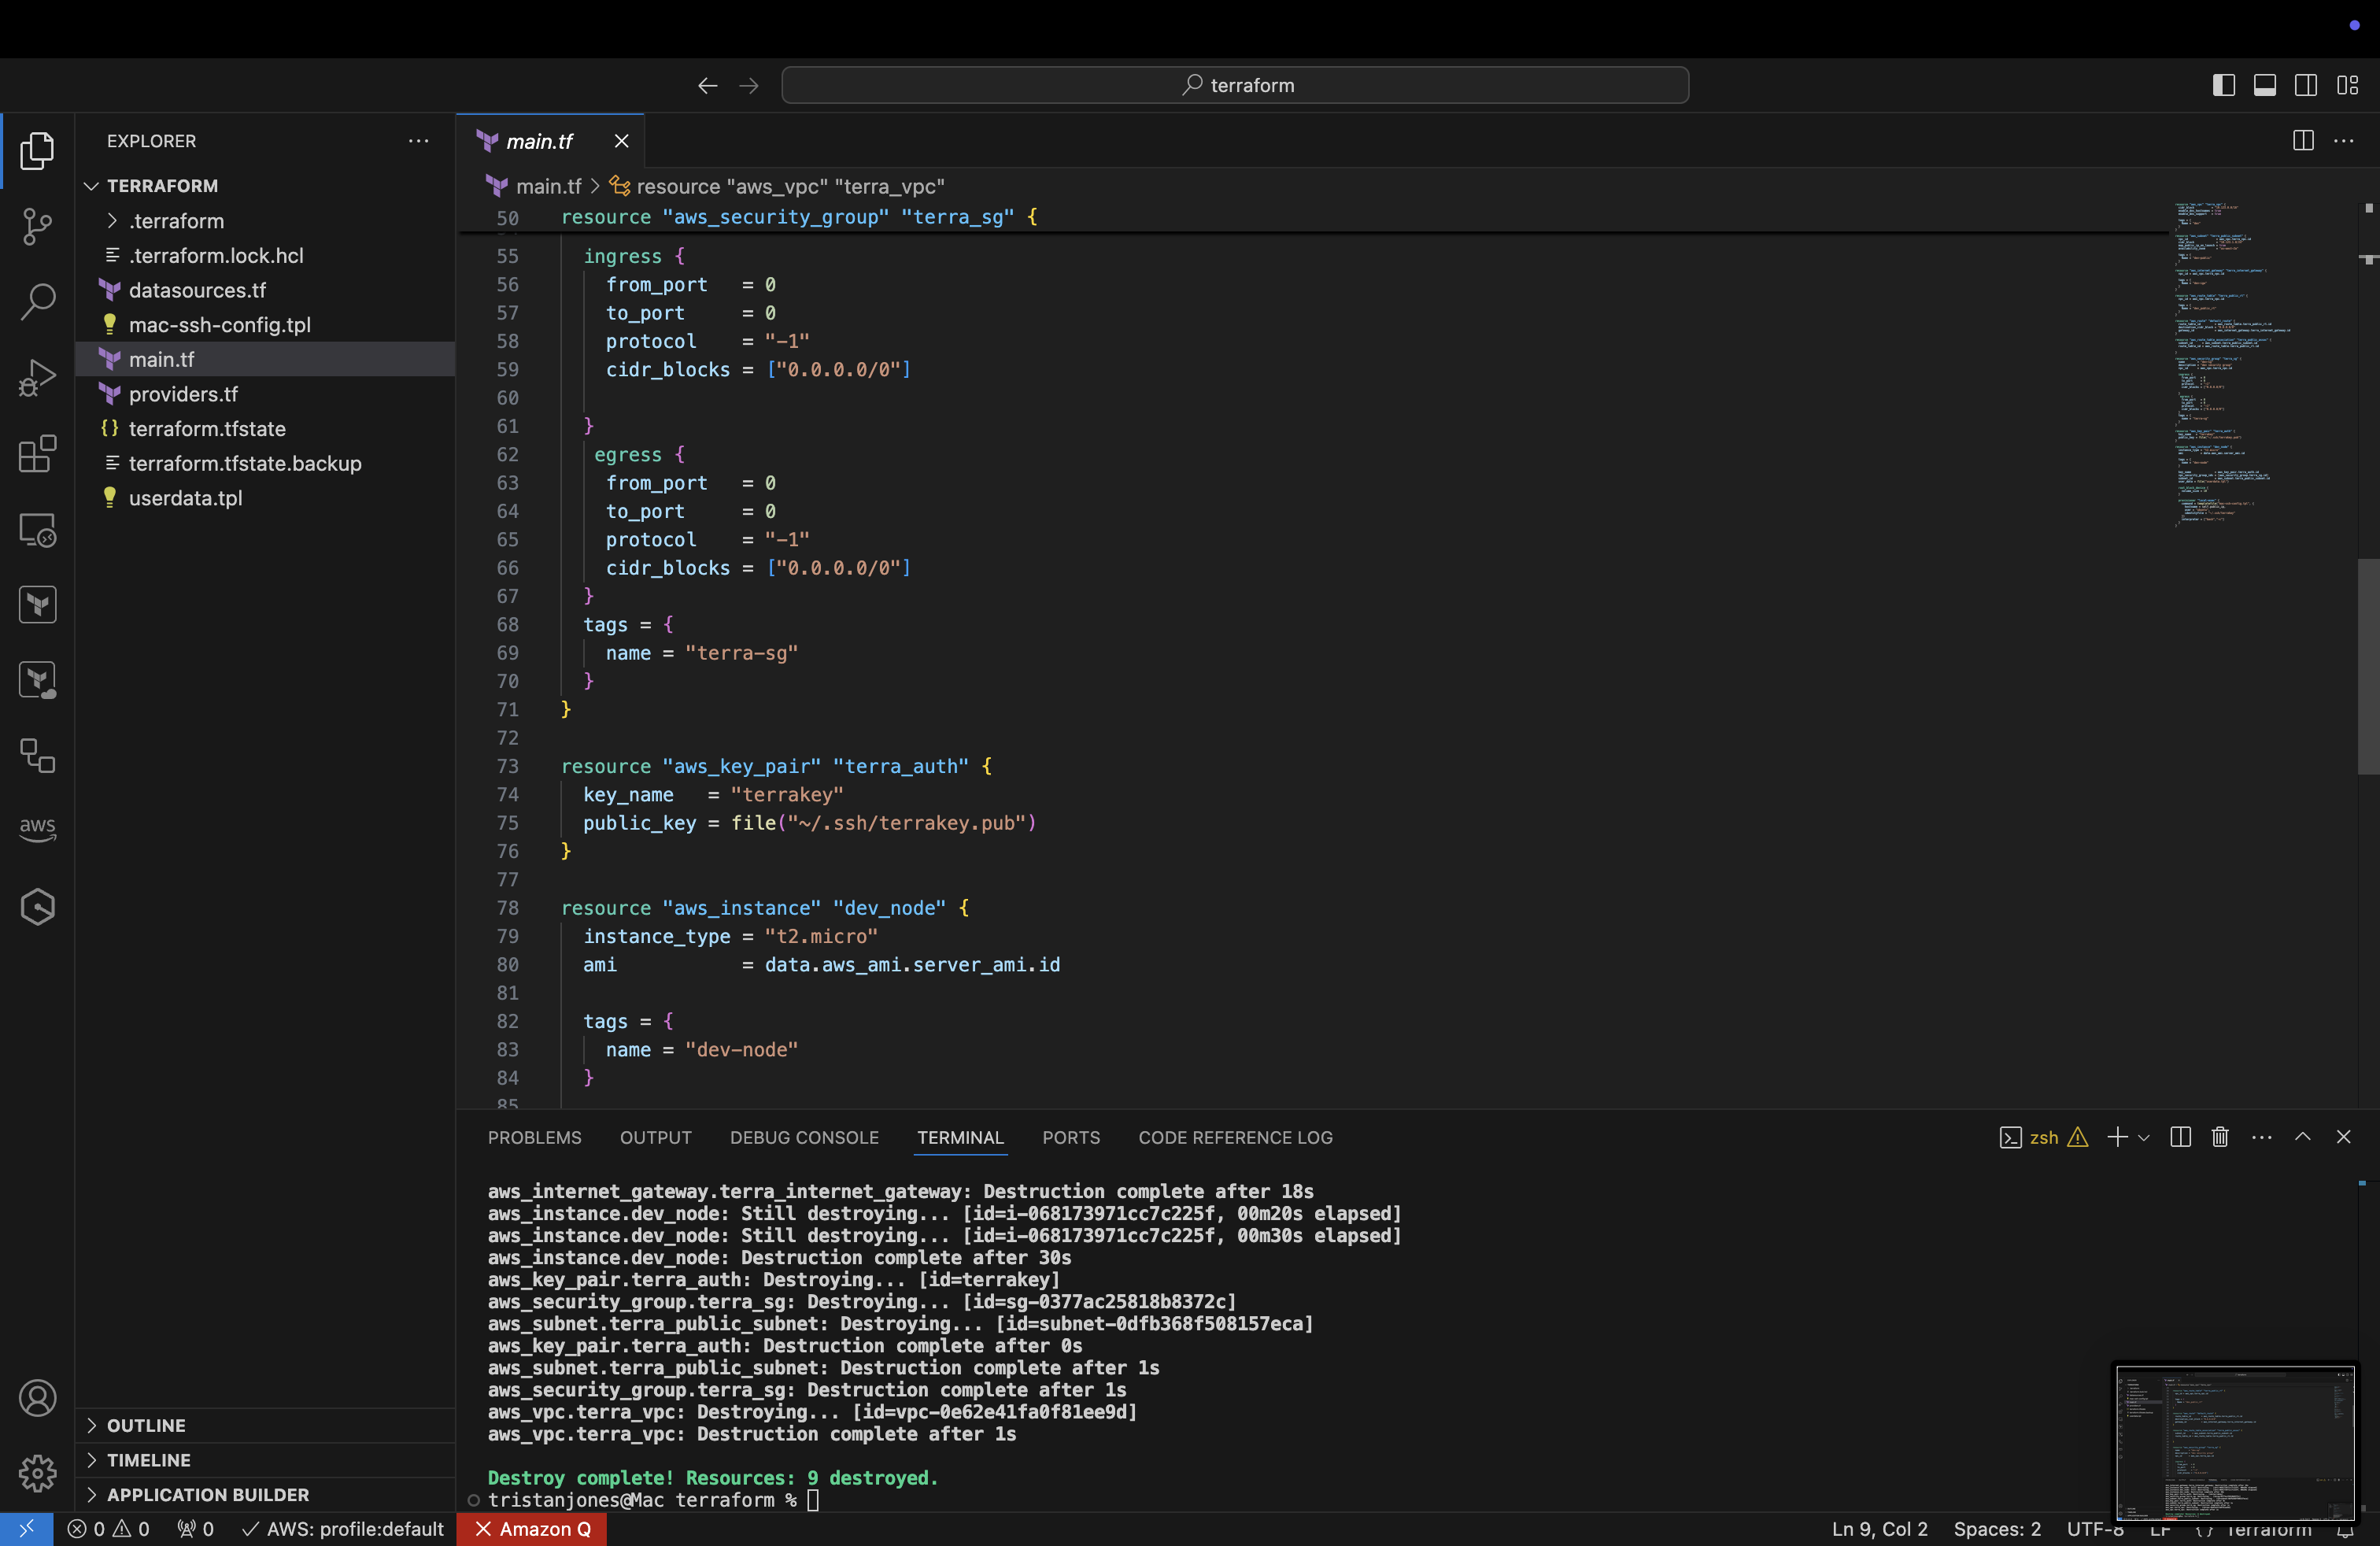 terraform
EXPLORER
TERRAFORM
.terraform
.terraform.lock.hcl
datasources.tf
mac-ssh-config.tpl
main.tf
providers.tf
terraform.tfstate
terraform.tfstate.backup
userdata.tpl
aws
OUTLINE
TIMELINE
APPLICATION BUILDER
main.tf
main.tf > resource "aws_vpc" "terra_vpc"
50 resource "aws_security_group" "terra_sg" {
55 ingress {
56 from_port = 0
57 to_port = 0
58 protocol = "-1"
59 cidr_blocks = ["0.0.0.0/0"]
60
61 }
62 egress {
63 from_port = 0
64 to_port = 0
65 protocol = "-1"
66 cidr_blocks = ["0.0.0.0/0"]
67 }
68 tags = {
69 name = "terra-sg"
70 }
71 }
72
73 resource "aws_key_pair" "terra_auth" {
74 key_name = "terrakey"
75 public_key = file("~/.ssh/terrakey.pub")
76 }
77
78 resource "aws_instance" "dev_node" {
79 instance_type = "t2.micro"
80 ami = data.aws_ami.server_ami.id
81
82 tags = {
83 name = "dev-node"
84 }
85
PROBLEMS OUTPUT DEBUG CONSOLE TERMINAL PORTS CODE REFERENCE LOG
zsh
aws_internet_gateway.terra_internet_gateway: Destruction complete after 18s
aws_instance.dev_node: Still destroying... [id=i-068173971cc7c225f, 00m20s elapsed]
aws_instance.dev_node: Still destroying... [id=i-068173971cc7c225f, 00m30s elapsed]
aws_instance.dev_node: Destruction complete after 30s
aws_key_pair.terra_auth: Destroying... [id=terrakey]
aws_security_group.terra_sg: Destroying... [id=sg-0377ac25818b8372c]
aws_subnet.terra_public_subnet: Destroying... [id=subnet-0dfb368f508157eca]
aws_key_pair.terra_auth: Destruction complete after 0s
aws_subnet.terra_public_subnet: Destruction complete after 1s
aws_security_group.terra_sg: Destruction complete after 1s
aws_vpc.terra_vpc: Destroying... [id=vpc-0e62e41fa0f81ee9d]
aws_vpc.terra_vpc: Destruction complete after 1s
Destroy complete! Resources: 9 destroyed.
tristanjones@Mac terraform %
0 0 0 AWS: profile:default Amazon Q Ln 9, Col 2 Spaces: 2 UTF-8 LF {} Terraform